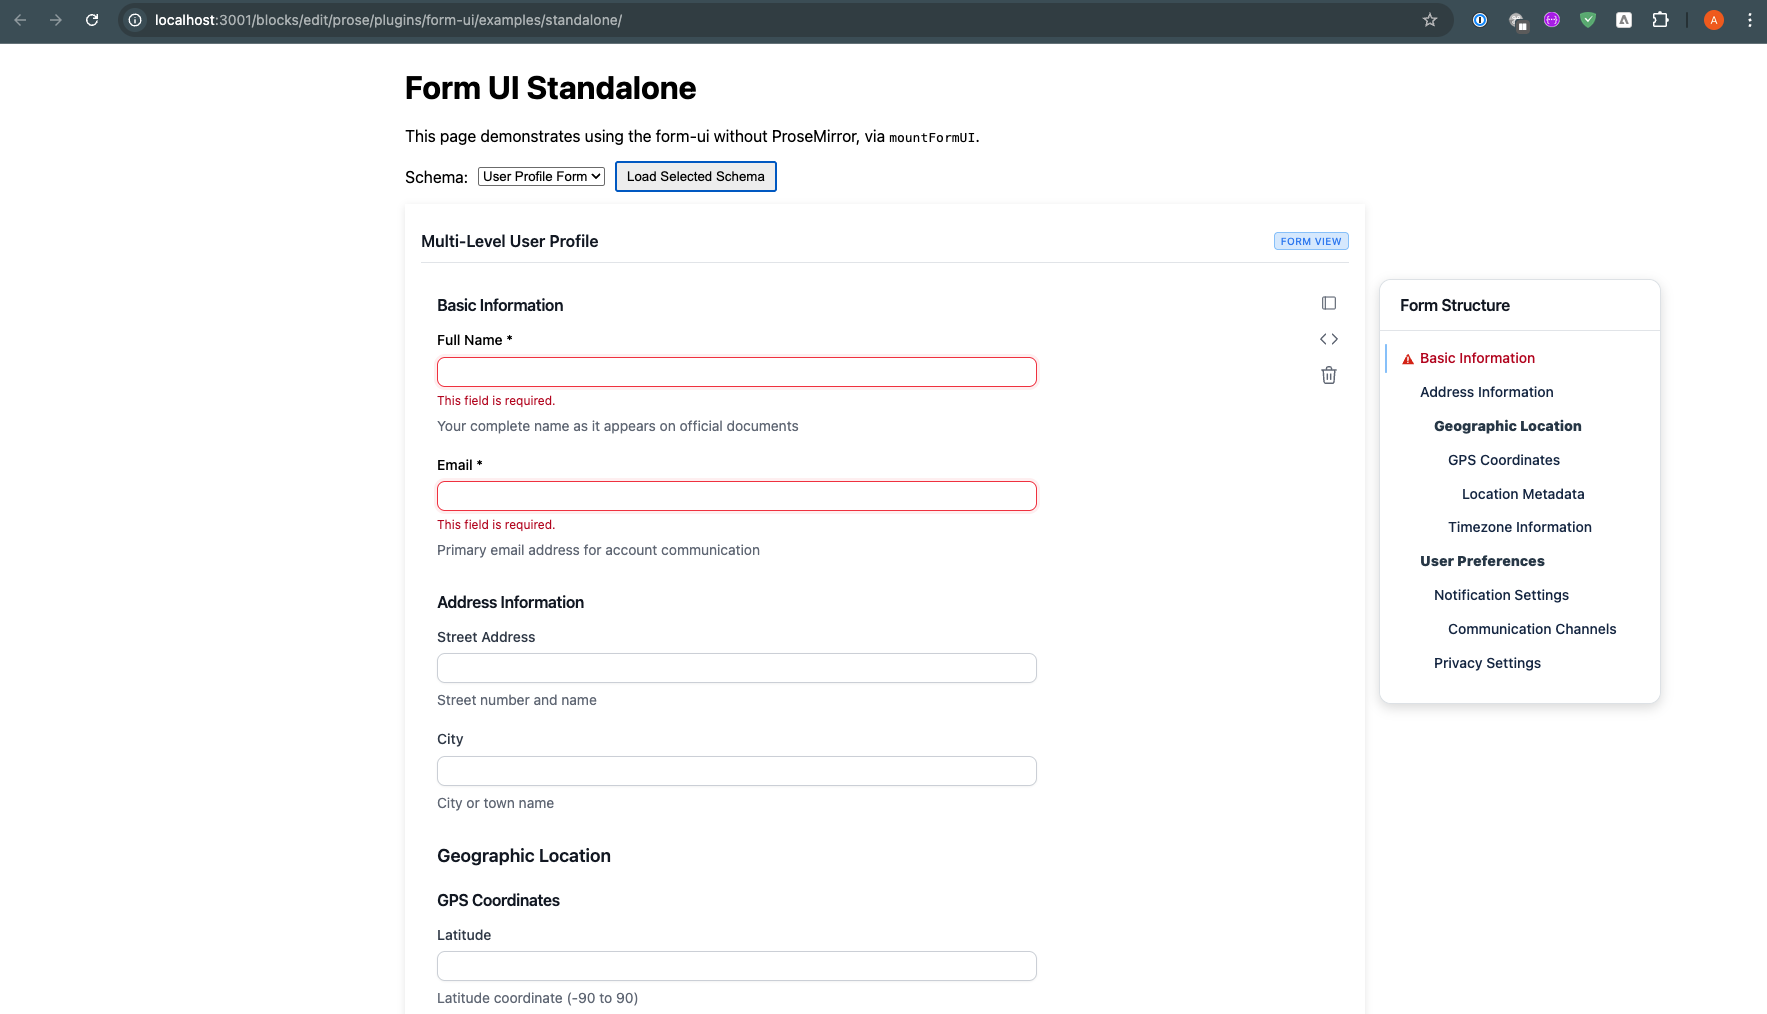 localhost:3001/blocks/edit/prose/plugins/form-ui/examples/standalone/
A
Form UI Standalone
This page demonstrates using the form-ui without ProseMirror, via mountFormUI.
Schema: User Profile Form Load Selected Schema
Multi-Level User Profile
FORM VIEW
Basic Information
Full Name *
This field is required.
Your complete name as it appears on official documents
Email *
This field is required.
Primary email address for account communication
Address Information
Street Address
Street number and name
City
City or town name
Geographic Location
GPS Coordinates
Latitude
Latitude coordinate (-90 to 90)
Form Structure
Basic Information
Address Information
Geographic Location
GPS Coordinates
Location Metadata
Timezone Information
User Preferences
Notification Settings
Communication Channels
Privacy Settings